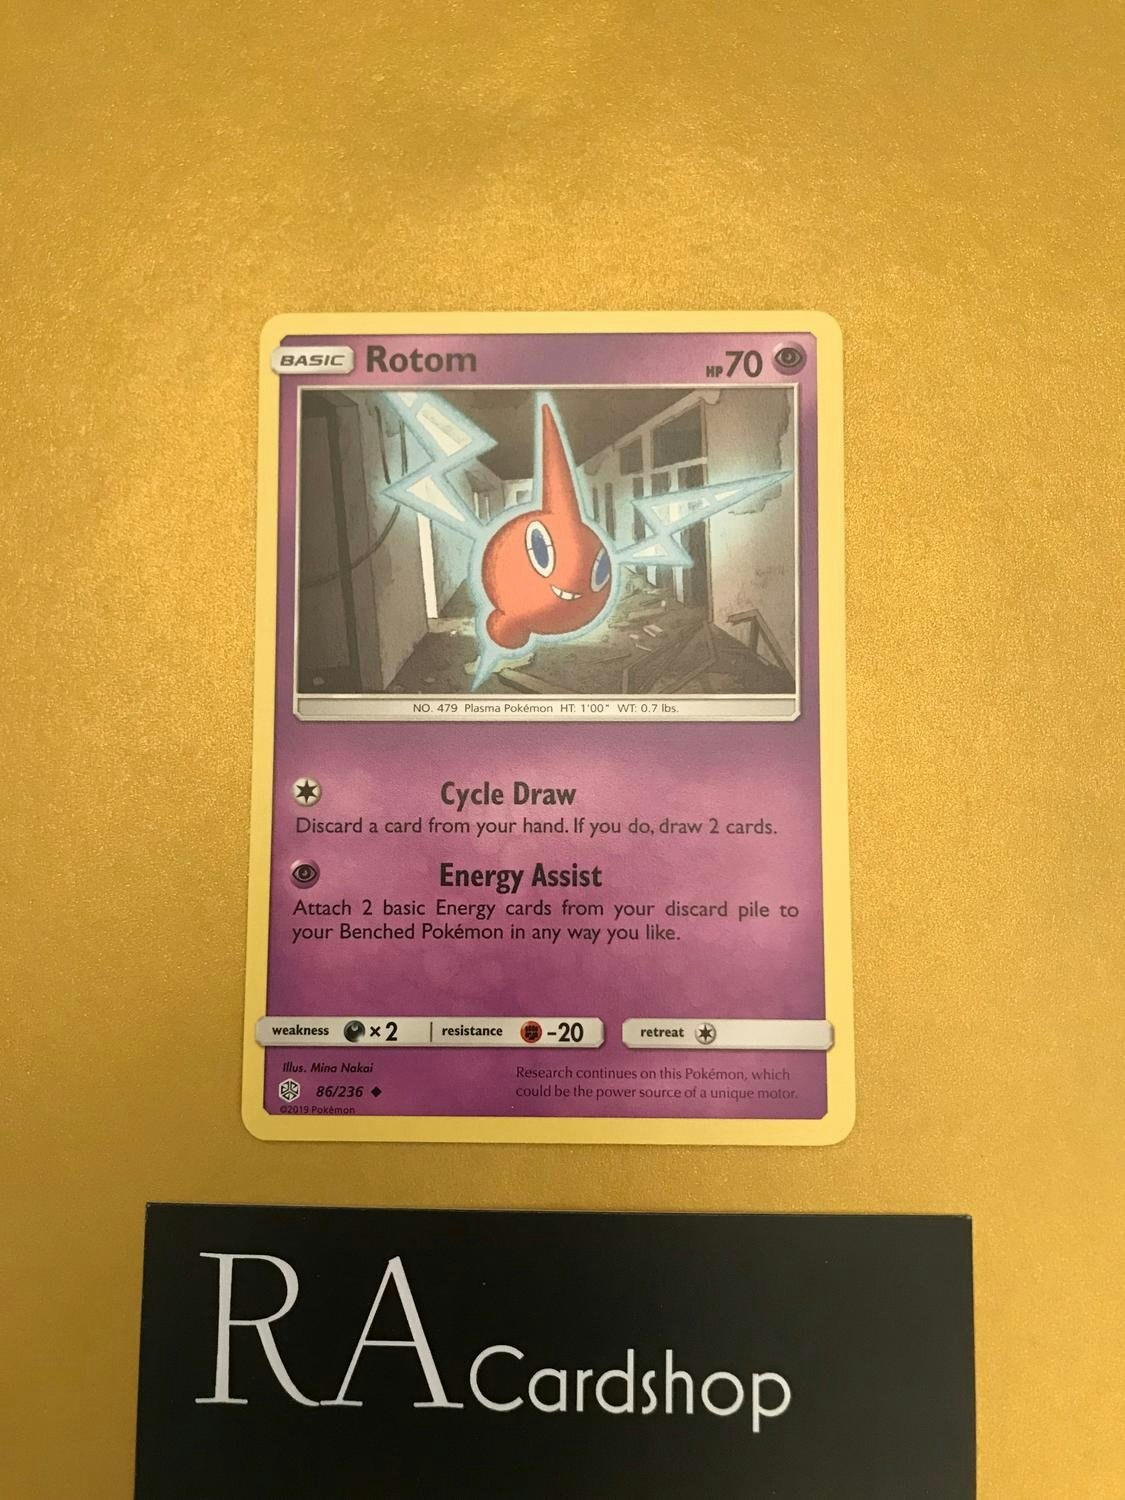 BASIC Rotom HP 70
NO. 479 Plasma Pokémon HT: 1'00" WT: 0.7 lbs.
Cycle Draw
Discard a card from your hand. If you do, draw 2 cards.
Energy Assist
Attach 2 basic Energy cards from your discard pile to
your Benched Pokémon in any way you like.
weakness ×2 resistance -20 retreat
Illus. Mina Nakai
86/236
©2019 Pokémon
Research continues on this Pokémon, which
could be the power source of a unique motor.
RA Cardshop